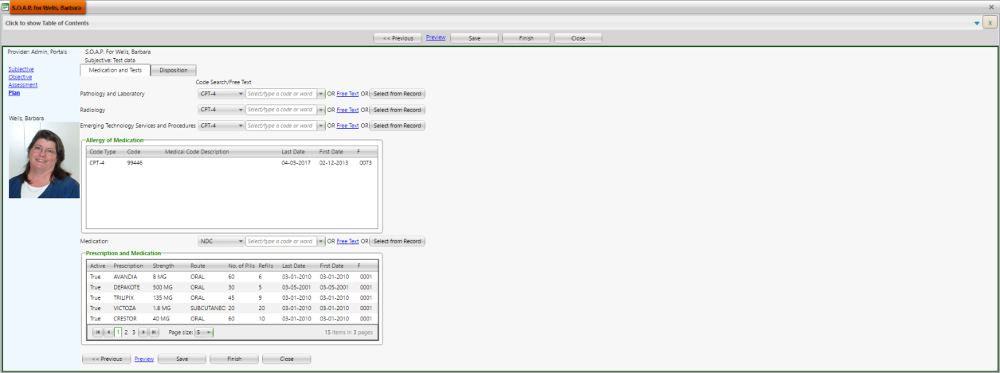 S.O.A.P. for Wells, Barbara
Click to show Table of Contents
X
<< Previous Preview Save Finish Close
Provider: Admin, Portals
S.O.A.P. For Wells, Barbara
Subjective: Test data
Subjective
Objective
Assessment
Plan
Wells, Barbara
Medication and Tests Disposition
Code Search/Free Text
Pathology and Laboratory CPT-4 Select/type a code or word OR Free Text OR Select from Record
Radiology CPT-4 Select/type a code or word OR Free Text OR Select from Record
Emerging Technology Services and Procedures CPT-4 Select/type a code or word OR Free Text OR Select from Record
Allergy of Medication
Code Type Code Medical Code Description Last Date First Date F
CPT-4 99446 04-05-2017 02-12-2013 0073
Medication NDC Select/type a code or word OR Free Text OR Select from Record
Prescription and Medication
Active Prescription Strength Route No. of Pills Refills Last Date First Date F
True AVANDIA 8 MG ORAL 60 6 03-01-2010 03-01-2010 0001
True DEPAKOTE 500 MG ORAL 30 5 03-05-2001 03-05-2001 0001
True TRILIPIX 135 MG ORAL 45 9 03-01-2010 03-01-2010 0001
True VICTOZA 1.8 MG SUBCUTANEO 20 20 03-01-2010 03-01-2010 0001
True CRESTOR 40 MG ORAL 60 10 03-01-2010 03-01-2010 0001
1 2 3 Page size: 5 15 items in 3 pages
<< Previous Preview Save Finish Close